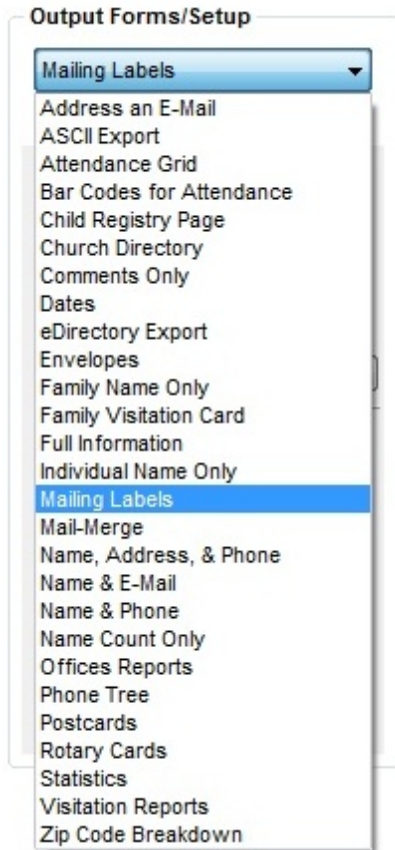 Output Forms/Setup
Mailing Labels
Address an E-Mail
ASCII Export
Attendance Grid
Bar Codes for Attendance
Child Registry Page
Church Directory
Comments Only
Dates
eDirectory Export
Envelopes
Family Name Only
Family Visitation Card
Full Information
Individual Name Only
Mailing Labels
Mail-Merge
Name, Address, & Phone
Name & E-Mail
Name & Phone
Name Count Only
Offices Reports
Phone Tree
Postcards
Rotary Cards
Statistics
Visitation Reports
Zip Code Breakdown